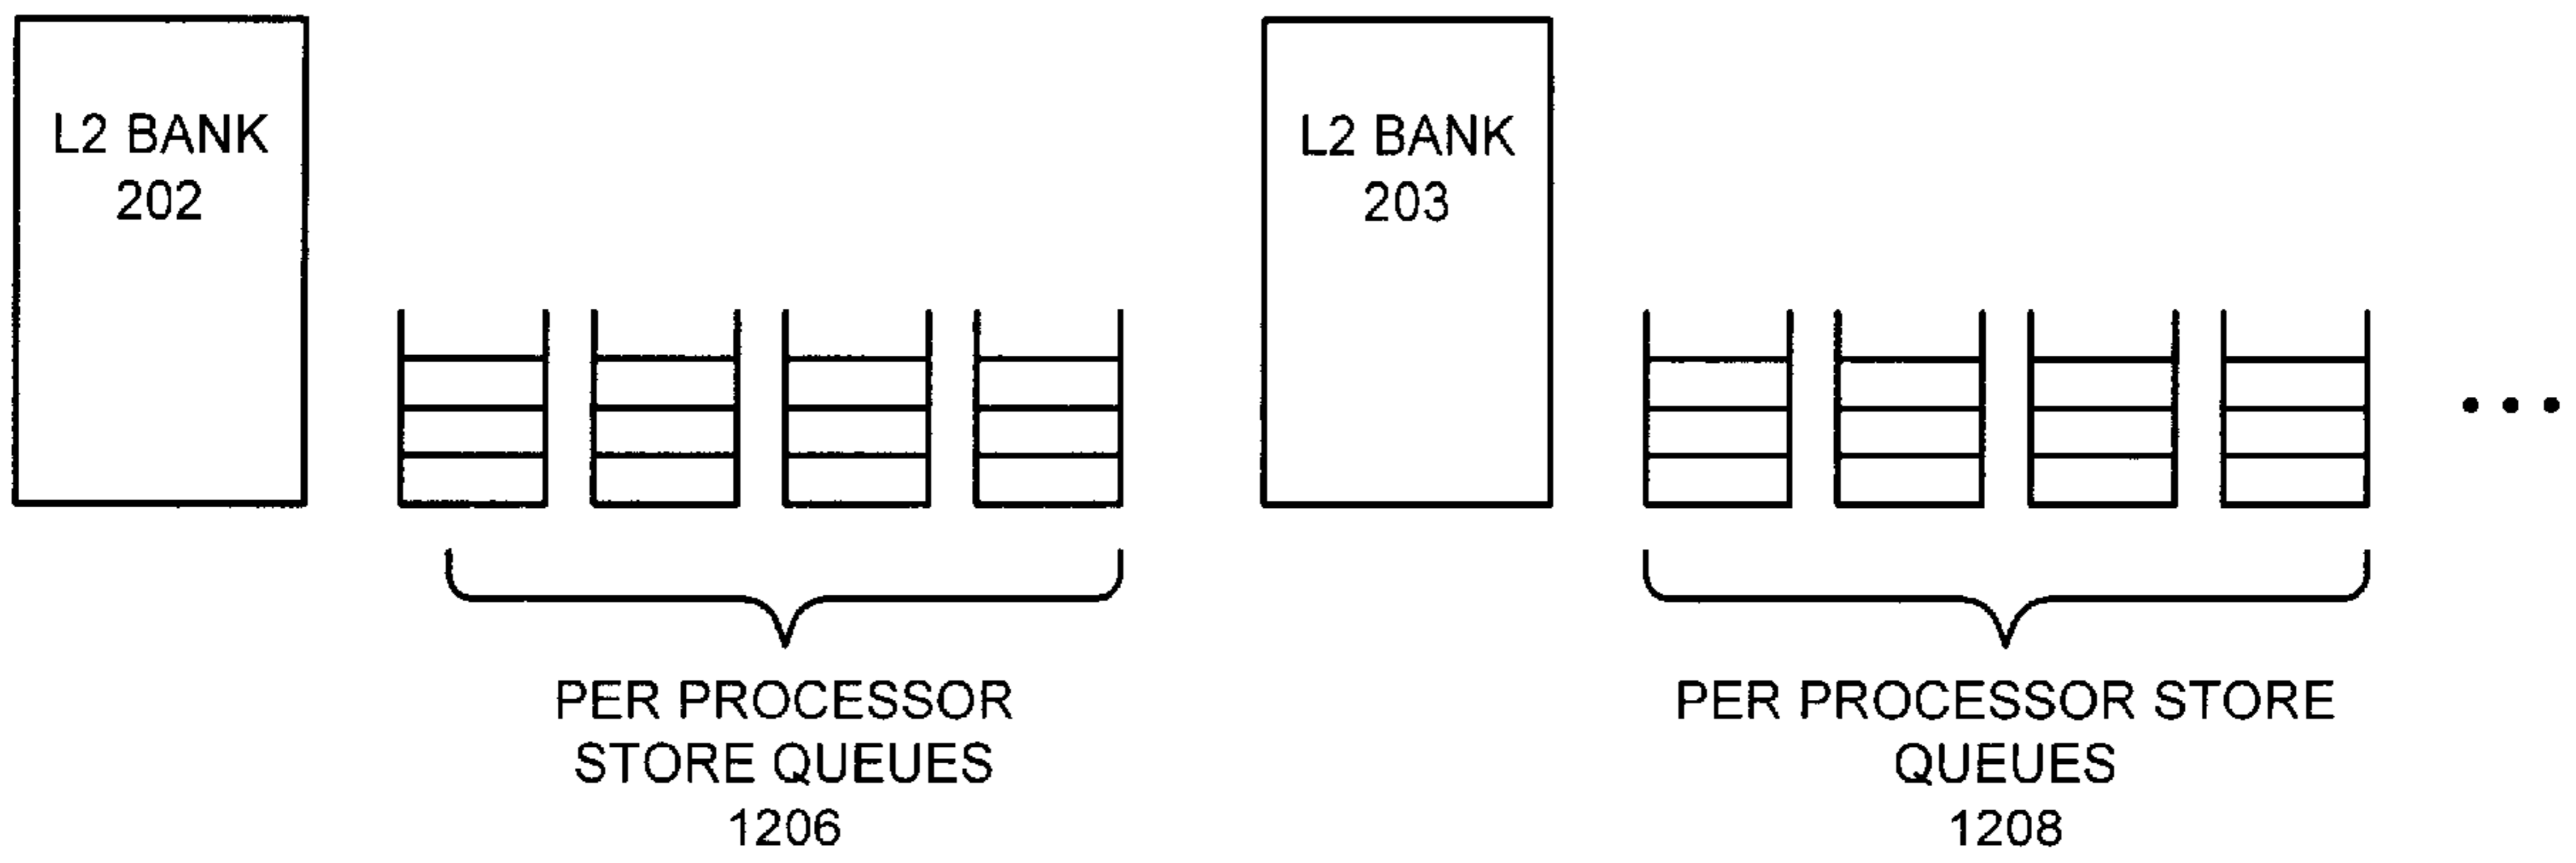 L2 BANK
202
L2 BANK
203
PER PROCESSOR
STORE QUEUES
1206
PER PROCESSOR STORE
QUEUES
1208